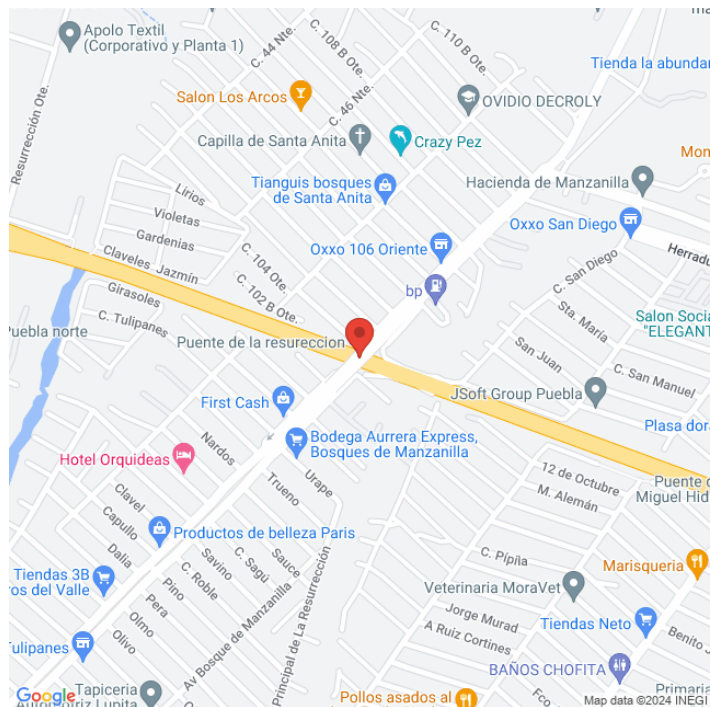 Apolo Textil
(Corporativo y Planta 1)
C. 44 Nte.
C. 108 B Ote.
C. 110 B Ote.
Tienda la abundan
Salon Los Arcos
C. 46 Nte.
OVIDIO DECROLY
Resurrección Ote.
Capilla de Santa Anita
Crazy Pez
Mon
Hacienda de Manzanilla
Lirios
Tianguis bosques
de Santa Anita
Violetas
Oxxo San Diego
Gardenias
Oxxo 106 Oriente
Herradu
Claveles
Jazmín
C. 104 Ote.
C. San Diego
Girasoles
C. 102 B Ote.
bp
Sta. María
Salon Socia
"ELEGANT
C. Tulipanes
Puebla norte
Puente de la resureccion
San Juan
C. San Manuel
JSoft Group Puebla
First Cash
Plasa dora
Bodega Aurrera Express,
Bosques de Manzanilla
Nardos
Hotel Orquideas
Urape
12 de Octubre
Trueno
M. Alemán
Puente d
Miguel Hid
Clavel
Capullo
Productos de belleza Paris
Dalia
Savino
Sauce
C. Sagú
C. Pípila
Marisqueria
Tiendas 3B
ros del Valle
Pino
C. Roble
Veterinaria MoraVet
Pera
Jorge Murad
Tiendas Neto
Olmo
A Ruiz Cortines
Tulipanes
Olivo
Av Bosque de Manzanilla
Principal de La Resurrección
Benito J
BAÑOS CHOFITA
Tapiceria
Automotriz Lupita
Google
Pollos asados al
Fco
Primaria
Map data ©2024 INEGI